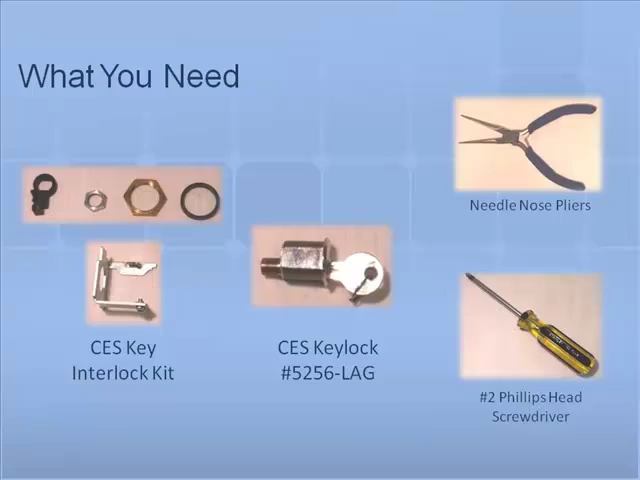 What You Need
Needle Nose Pliers
CES Key
Interlock Kit
CES Keylock
#5256-LAG
#2 Phillips Head
Screwdriver